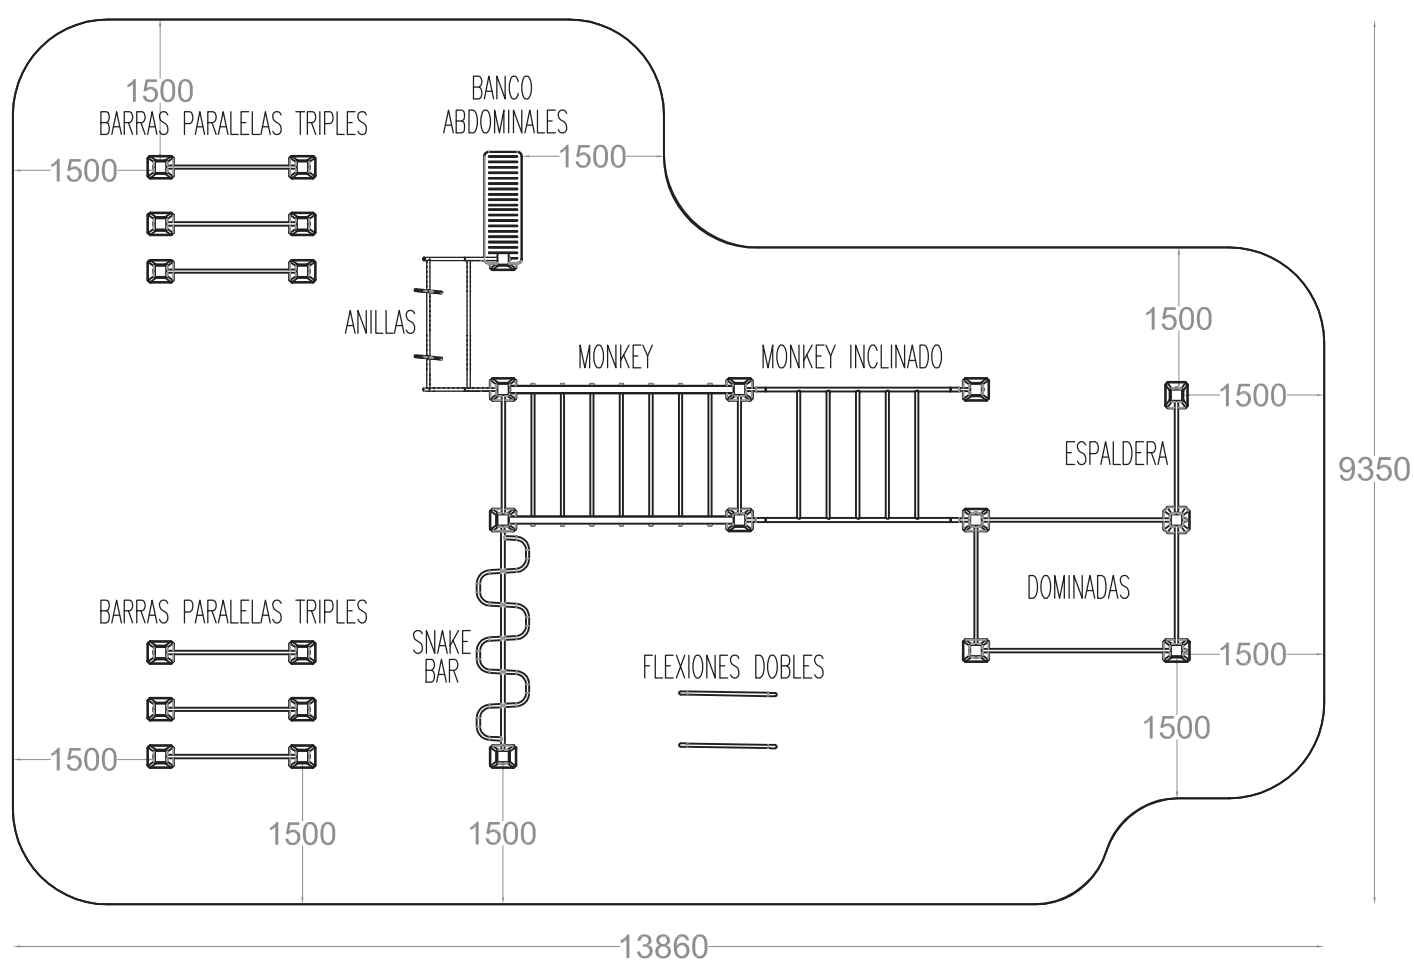 1500
BARRAS PARALELAS TRIPLES
1500
BANCO
ABDOMINALES
1500
ANILLAS
MONKEY
MONKEY INCLINADO
1500
1500
ESPALDERA
9350
DOMINADAS
BARRAS PARALELAS TRIPLES
SNAKE
BAR
FLEXIONES DOBLES
1500
1500
1500
1500
1500
13860